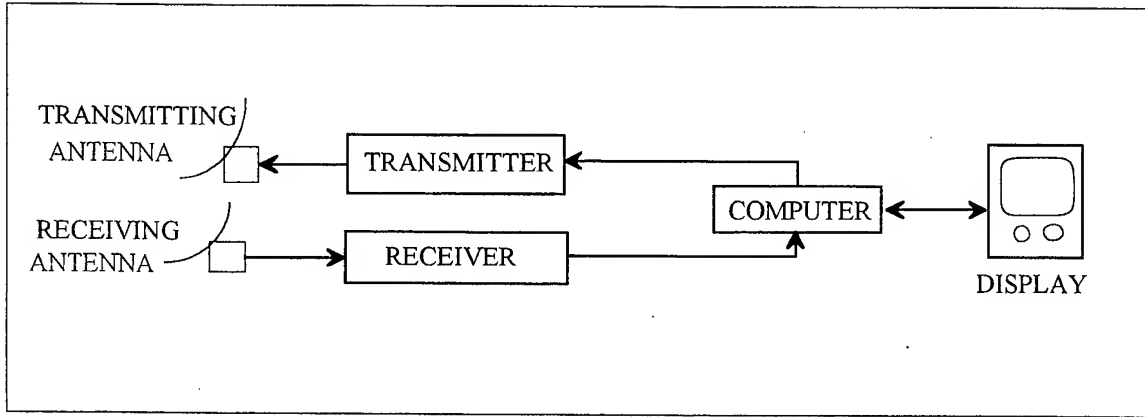 TRANSMITTING
ANTENNA
TRANSMITTER
COMPUTER
RECEIVING
ANTENNA
RECEIVER
DISPLAY